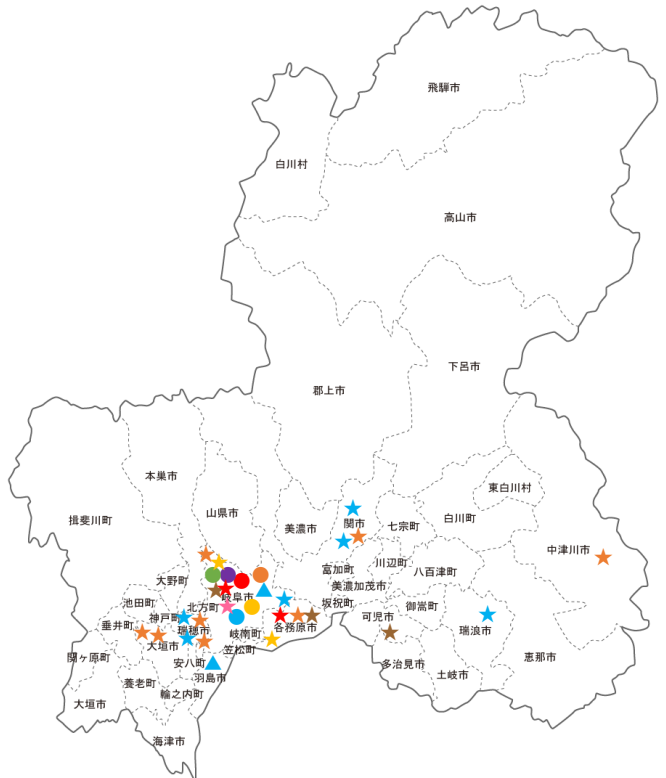 飛騨市
白川村
高山市
下呂市
郡上市
本巣市
東白川村
山県市
揖斐川町
美濃市
関市
七宗町
白川町
中津川市
富加町
川辺町
八百津町
大野町
美濃加茂市
岐阜市
池田町
北方町
坂祝町
御嵩町
神戸町
可児市
垂井町
瑞穂市
岐南町
各務原市
瑞浪市
大垣市
笠松町
関ヶ原町
安八町
多治見市
恵那市
土岐市
羽島市
養老町
輪之内町
大垣市
海津市